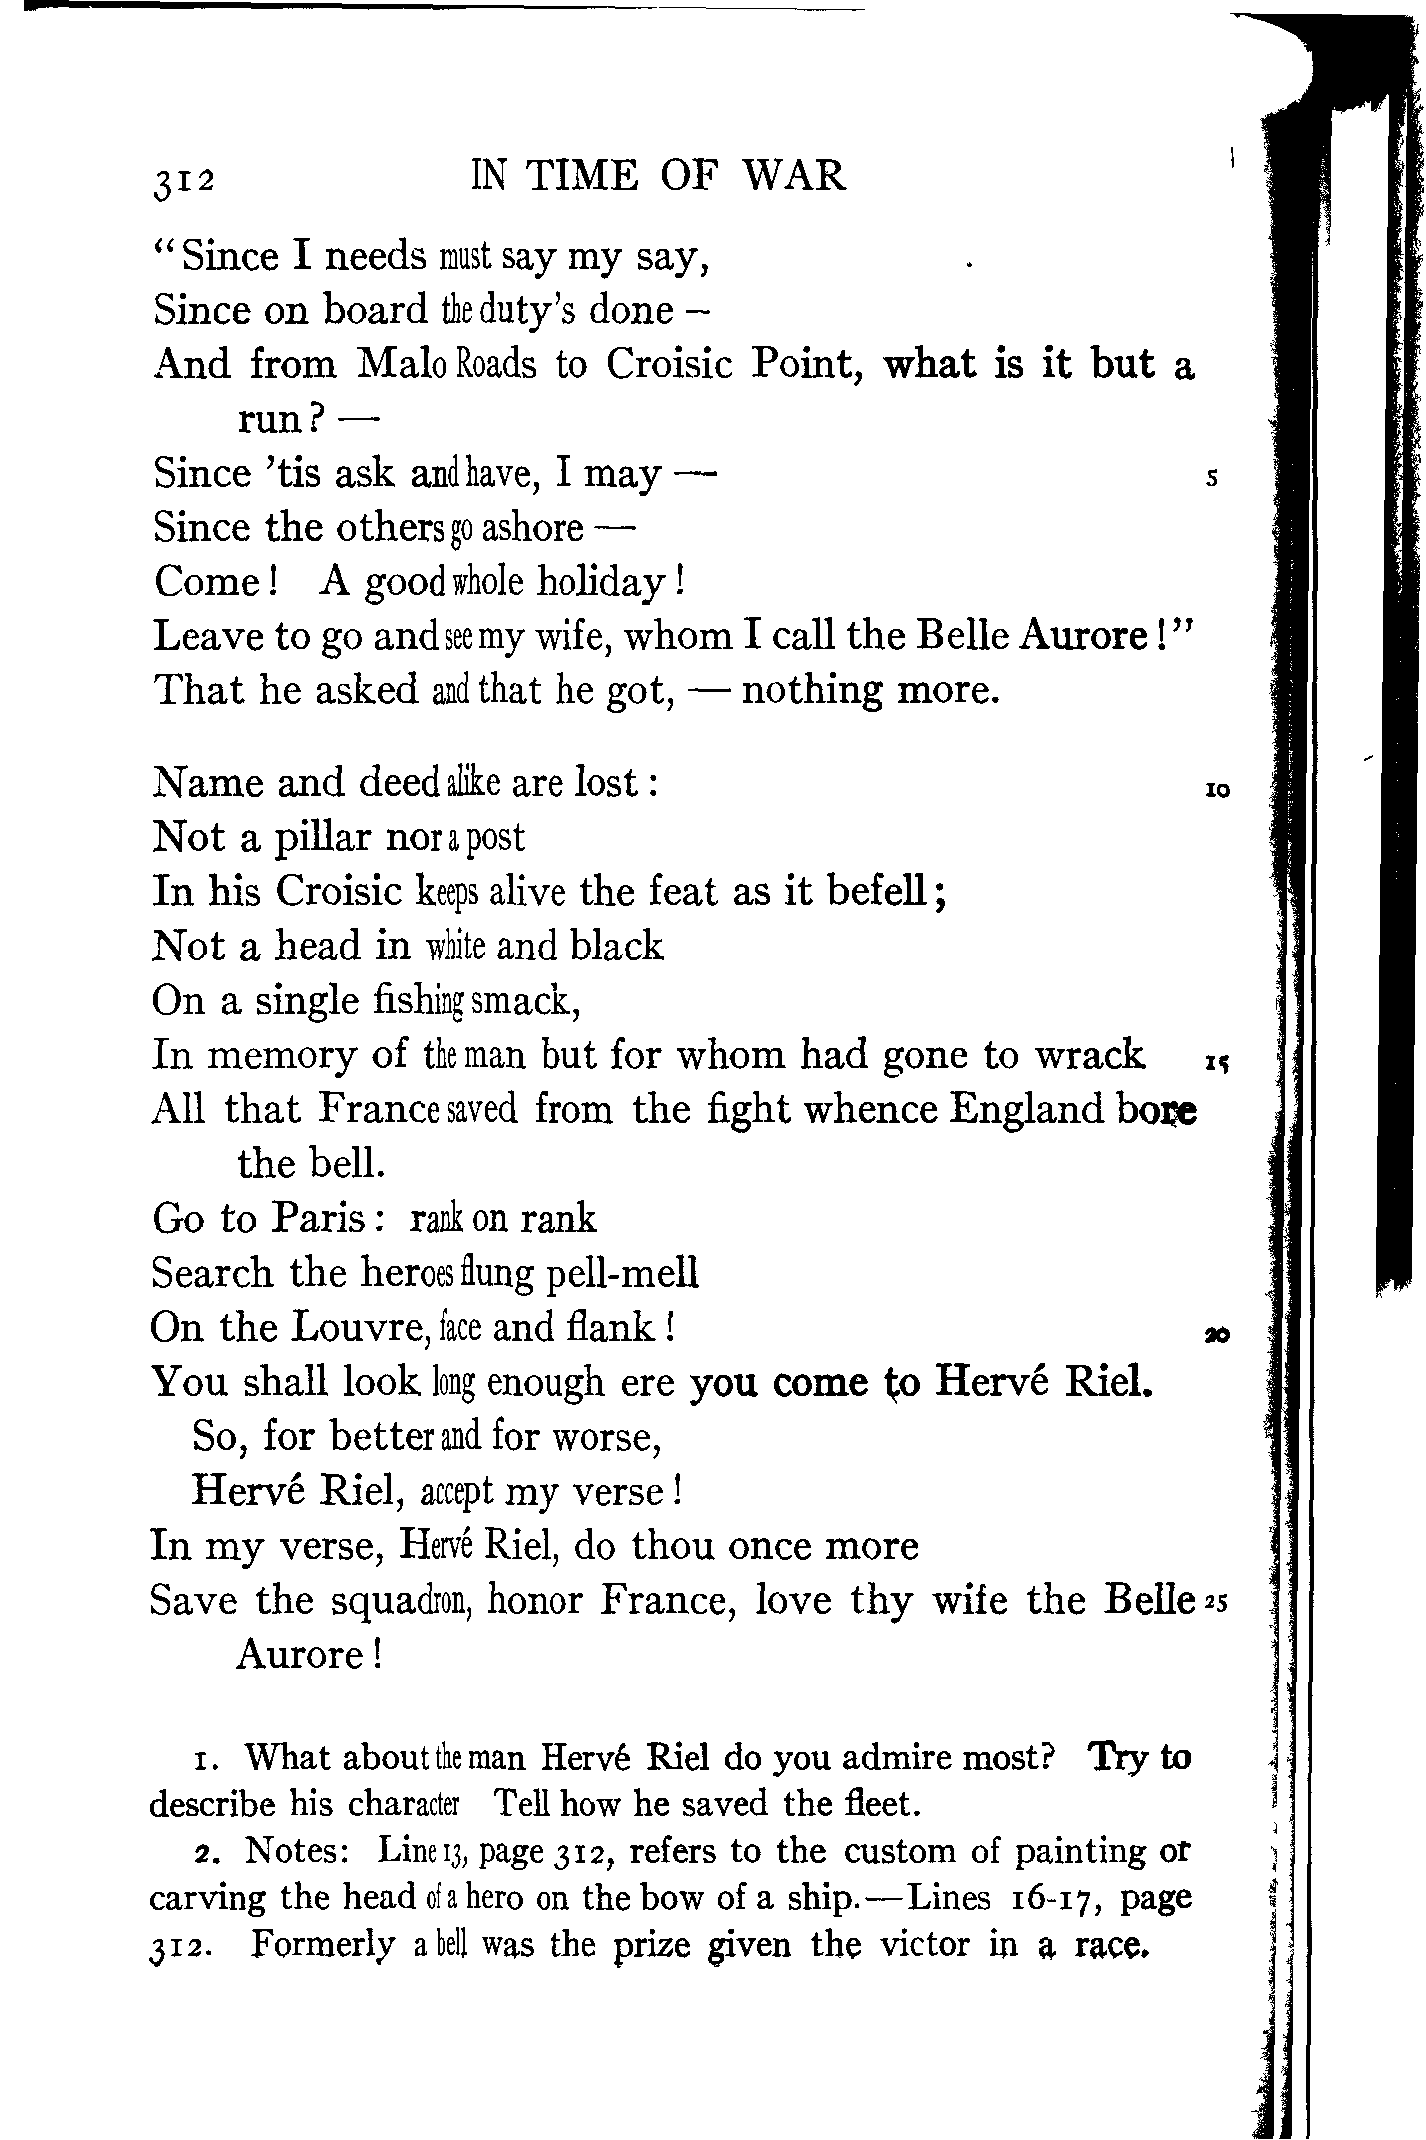 312 IN TIME OF WAR
“Since I needs must say my say,
Since on board the duty’s done –
And from Malo Roads to Croisic Point, what is it but a
run? —
Since ’tis ask and have, I may — 5
Since the others go ashore —
Come! A good whole holiday!
Leave to go and see my wife, whom I call the Belle Aurore!”
That he asked and that he got, — nothing more.
Name and deed alike are lost: 10
Not a pillar nor a post
In his Croisic keeps alive the feat as it befell;
Not a head in white and black
On a single fishing smack,
In memory of the man but for whom had gone to wrack 15
All that France saved from the fight whence England bore
the bell.
Go to Paris: rank on rank
Search the heroes flung pell-mell
On the Louvre, face and flank! 20
You shall look long enough ere you come to Hervé Riel.
So, for better and for worse,
Hervé Riel, accept my verse!
In my verse, Hervé Riel, do thou once more
Save the squadron, honor France, love thy wife the Belle 25
Aurore!
1. What about the man Hervé Riel do you admire most? Try to
describe his character Tell how he saved the fleet.
2. Notes: Line 13, page 312, refers to the custom of painting or
carving the head of a hero on the bow of a ship.—Lines 16-17, page
312. Formerly a bell was the prize given the victor in a race.